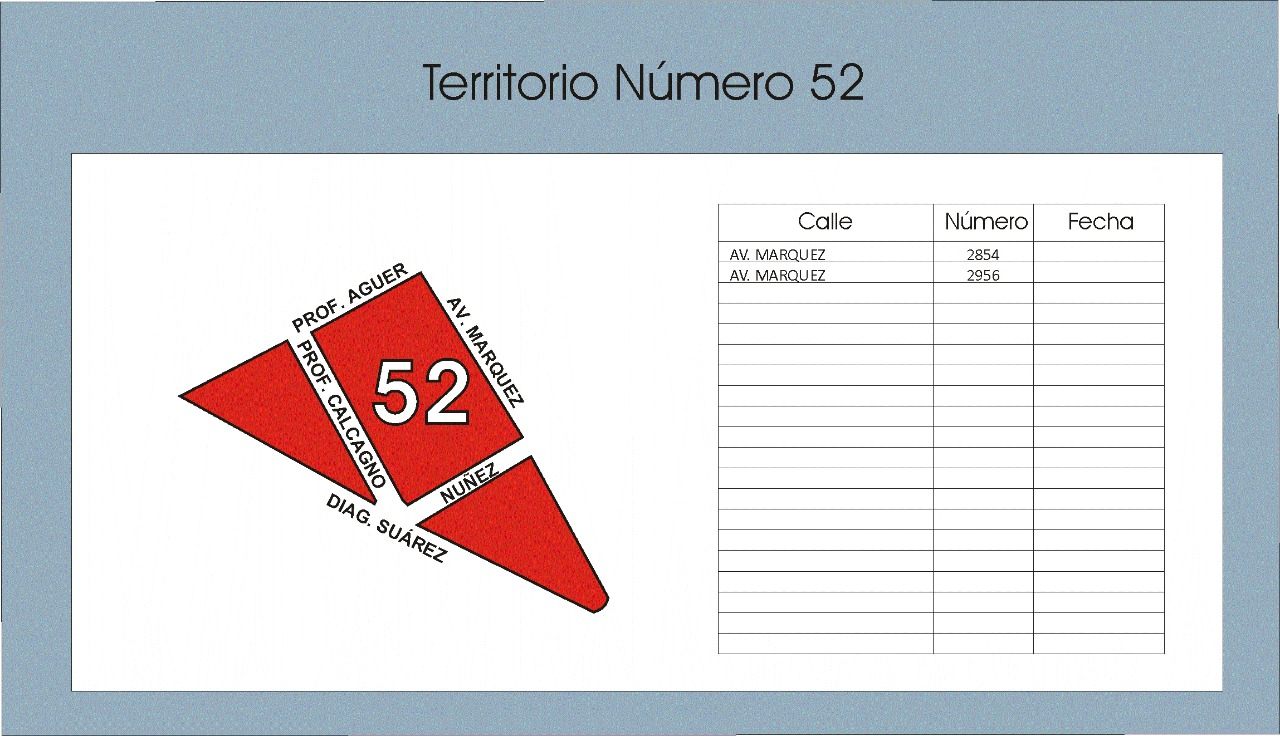 Territorio Número 52
PROF. AGUER
AV. MARQUEZ
PROF. CALCAGNO
52
NUÑEZ
DIAG. SUÁREZ
Calle Número Fecha
AV. MARQUEZ 2854
AV. MARQUEZ 2956